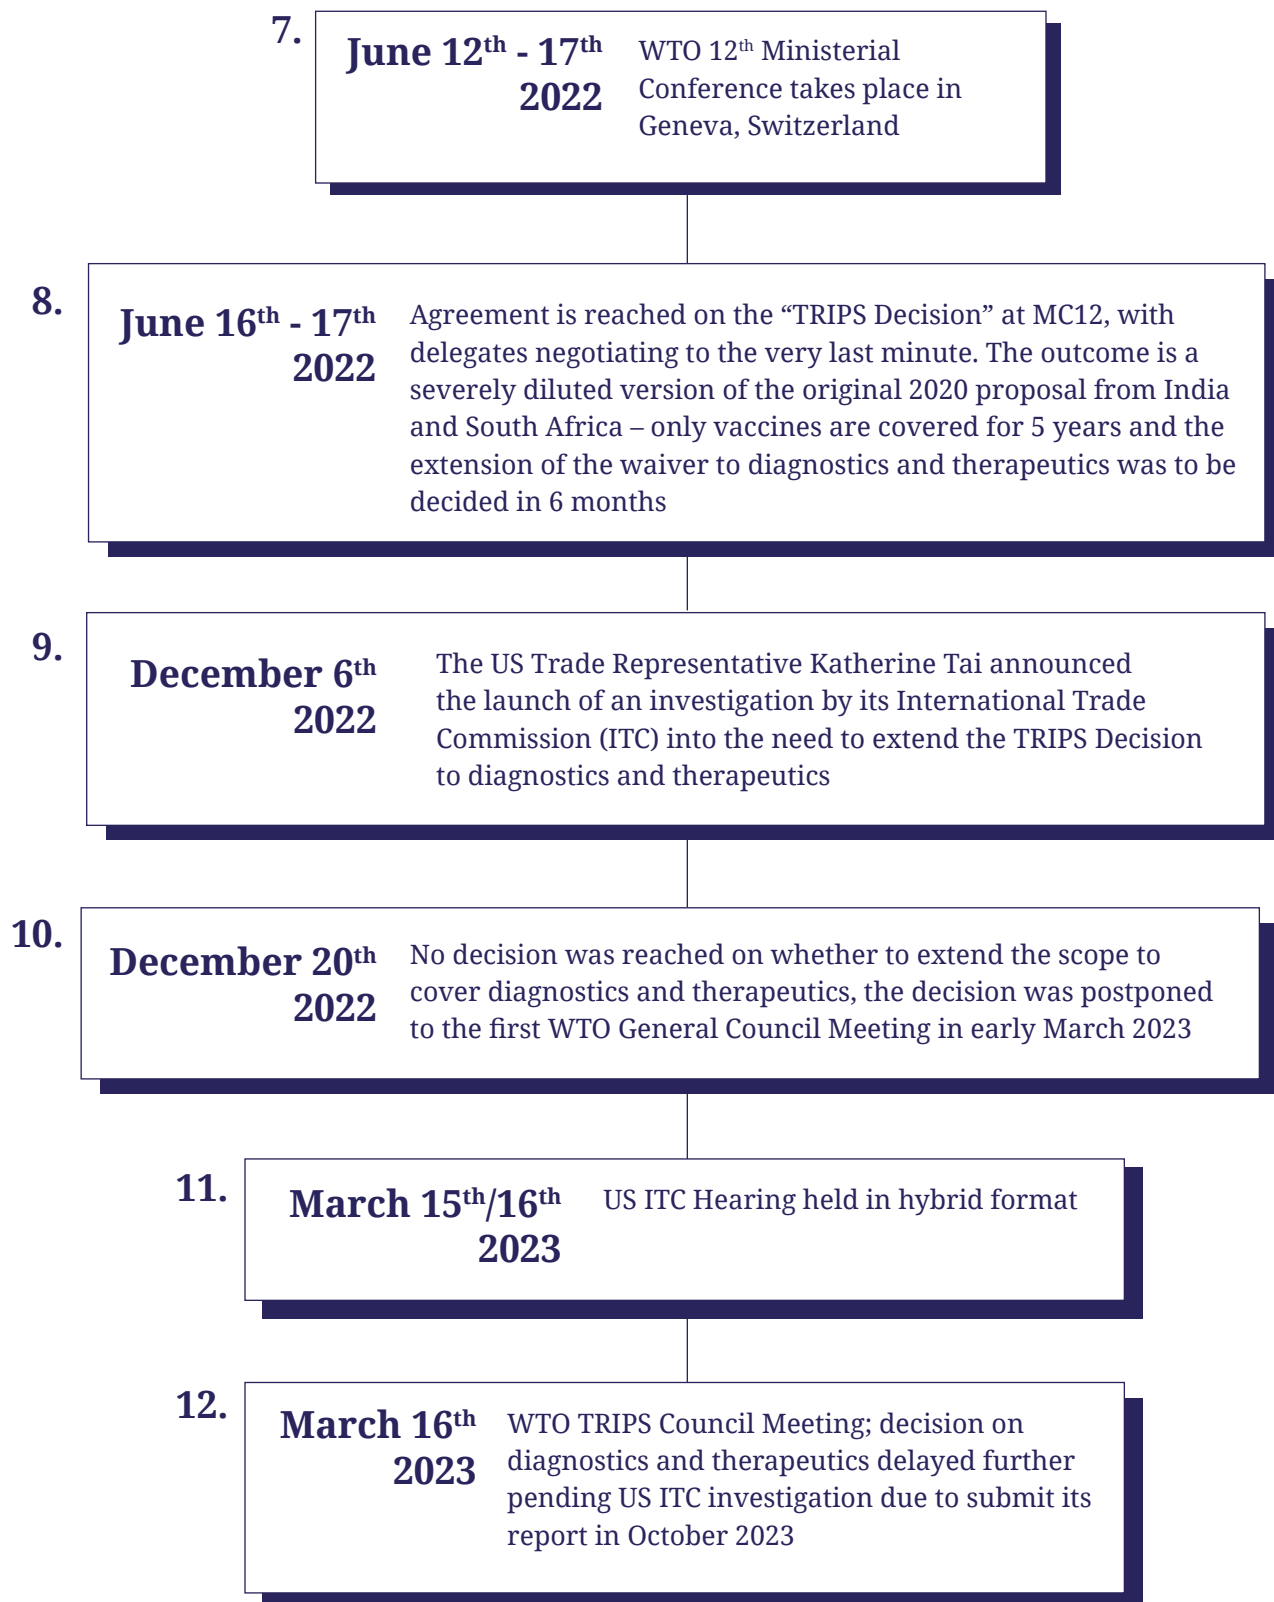 7.
June 12th - 17th
2022
WTO 12th Ministerial
Conference takes place in
Geneva, Switzerland
8.
June 16th - 17th
2022
Agreement is reached on the “TRIPS Decision” at MC12, with
delegates negotiating to the very last minute. The outcome is a
severely diluted version of the original 2020 proposal from India
and South Africa – only vaccines are covered for 5 years and the
extension of the waiver to diagnostics and therapeutics was to be
decided in 6 months
9.
December 6th
2022
The US Trade Representative Katherine Tai announced
the launch of an investigation by its International Trade
Commission (ITC) into the need to extend the TRIPS Decision
to diagnostics and therapeutics
10.
December 20th
2022
No decision was reached on whether to extend the scope to
cover diagnostics and therapeutics, the decision was postponed
to the first WTO General Council Meeting in early March 2023
11.
March 15th/16th
2023
US ITC Hearing held in hybrid format
12.
March 16th
2023
WTO TRIPS Council Meeting; decision on
diagnostics and therapeutics delayed further
pending US ITC investigation due to submit its
report in October 2023